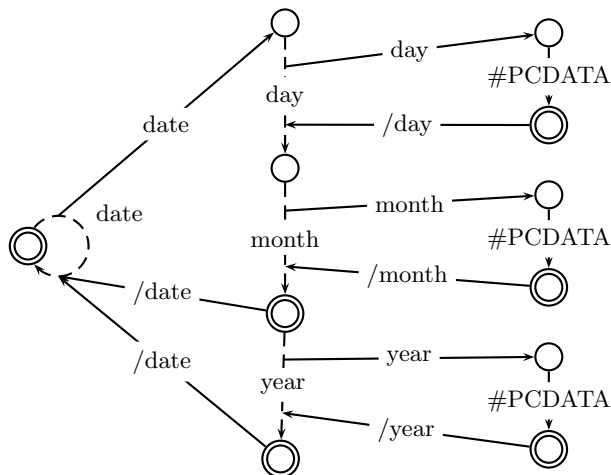 day
#PCDATA
day
date
/day
date
month
month
#PCDATA
/date
/month
/date
year
year
#PCDATA
/year